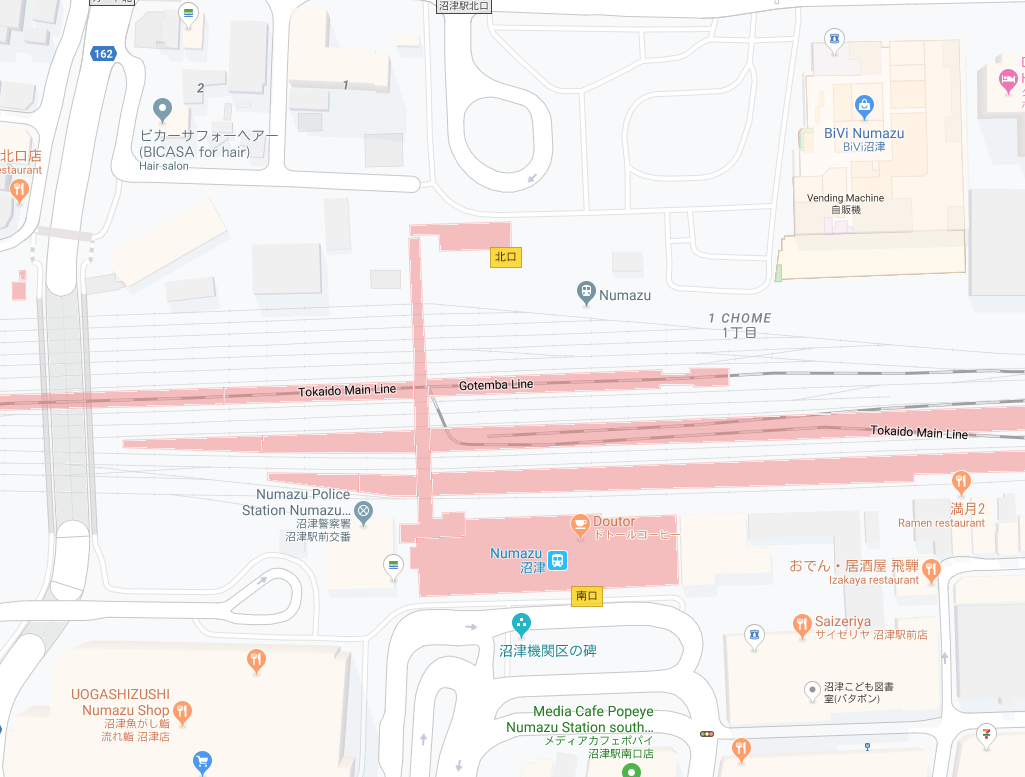 沼津駅北口
162
2
1
ピカーサフォーヘアー
(BICASA for hair)
Hair salon
北口店
estaurant
BiVi Numazu
BiVi沼津
Vending Machine
自販機
北口
Numazu
1 CHOME
1丁目
Tokaido Main Line
Gotemba Line
Tokaido Main Line
Numazu Police
Station Numazu...
沼津警察署
沼津駅前交番
満月2
Ramen restaurant
Doutor
ドトールコーヒー
Numazu
沼津
おでん・居酒屋 飛騨
Izakaya restaurant
南口
Saizeriya
サイゼリヤ 沼津駅前店
沼津機関区の碑
沼津こども図書
室(バタポン)
UOGASHIZUSHI
Numazu Shop
沼津魚がし鮨
流れ鮨 沼津店
Media Cafe Popeye
Numazu Station south...
メディアカフェポパイ
沼津駅南口店